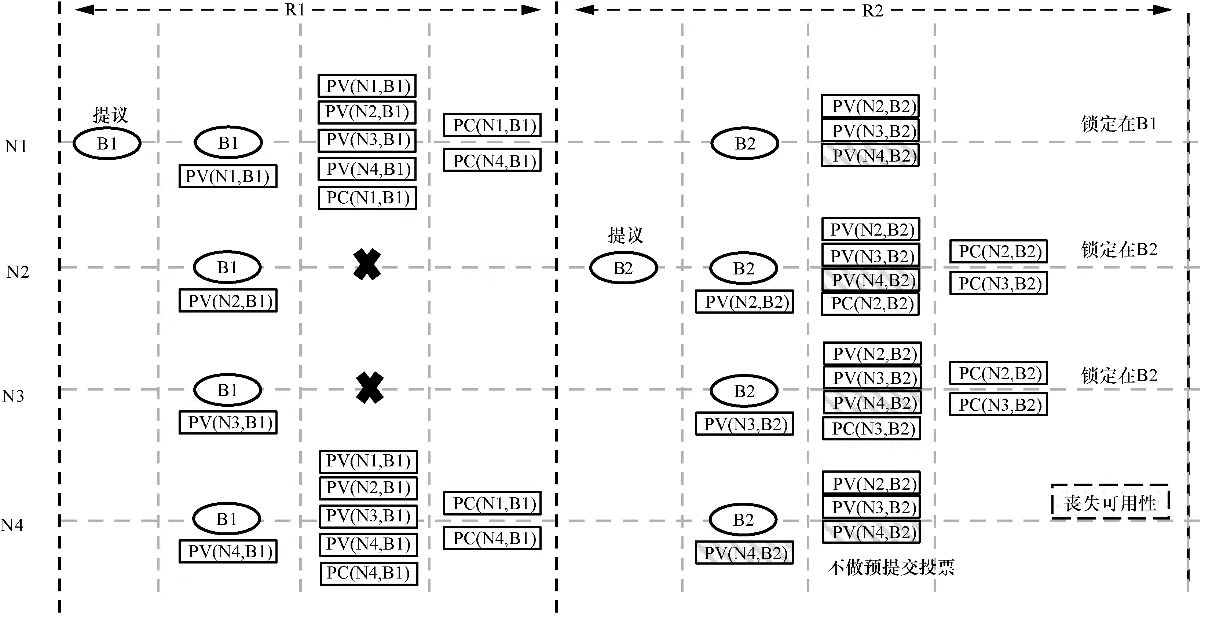 R1
R2
提议
N1
B1
B1
PV(N1,B1)
PV(N1,B1)
PV(N2,B1)
PV(N3,B1)
PV(N4,B1)
PC(N1,B1)
PC(N1,B1)
PC(N4,B1)
B2
PV(N2,B2)
PV(N3,B2)
PV(N4,B2)
锁定在B1
N2
B1
PV(N2,B1)
提议
B2
B2
PV(N2,B2)
PV(N2,B2)
PV(N3,B2)
PV(N4,B2)
PC(N2,B2)
PC(N2,B2)
PC(N3,B2)
锁定在B2
N3
B1
PV(N3,B1)
B2
PV(N3,B2)
PV(N2,B2)
PV(N3,B2)
PV(N4,B2)
PC(N3,B2)
PC(N2,B2)
PC(N3,B2)
锁定在B2
N4
B1
PV(N4,B1)
PV(N1,B1)
PV(N2,B1)
PV(N3,B1)
PV(N4,B1)
PC(N4,B1)
PC(N1,B1)
PC(N4,B1)
B2
PV(N4,B2)
PV(N2,B2)
PV(N3,B2)
PV(N4,B2)
不做预提交投票
丧失可用性